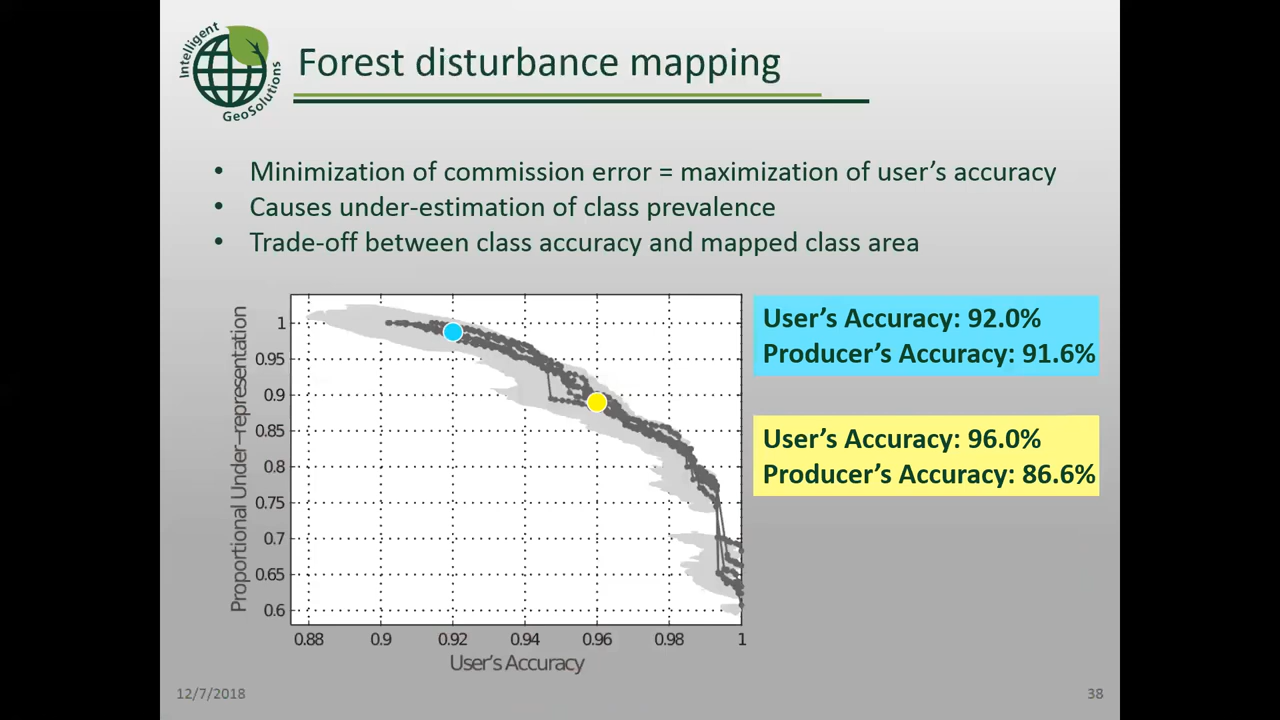 Intelligent
GeoSolutions
Forest disturbance mapping
• Minimization of commission error = maximization of user’s accuracy
• Causes under-estimation of class prevalence
• Trade-off between class accuracy and mapped class area
Proportional Under-representation
1
0.95
0.9
0.85
0.8
0.75
0.7
0.65
0.6
0.88 0.9 0.92 0.94 0.96 0.98 1
User’s Accuracy
User’s Accuracy: 92.0%
Producer’s Accuracy: 91.6%
User’s Accuracy: 96.0%
Producer’s Accuracy: 86.6%
12/7/2018
38